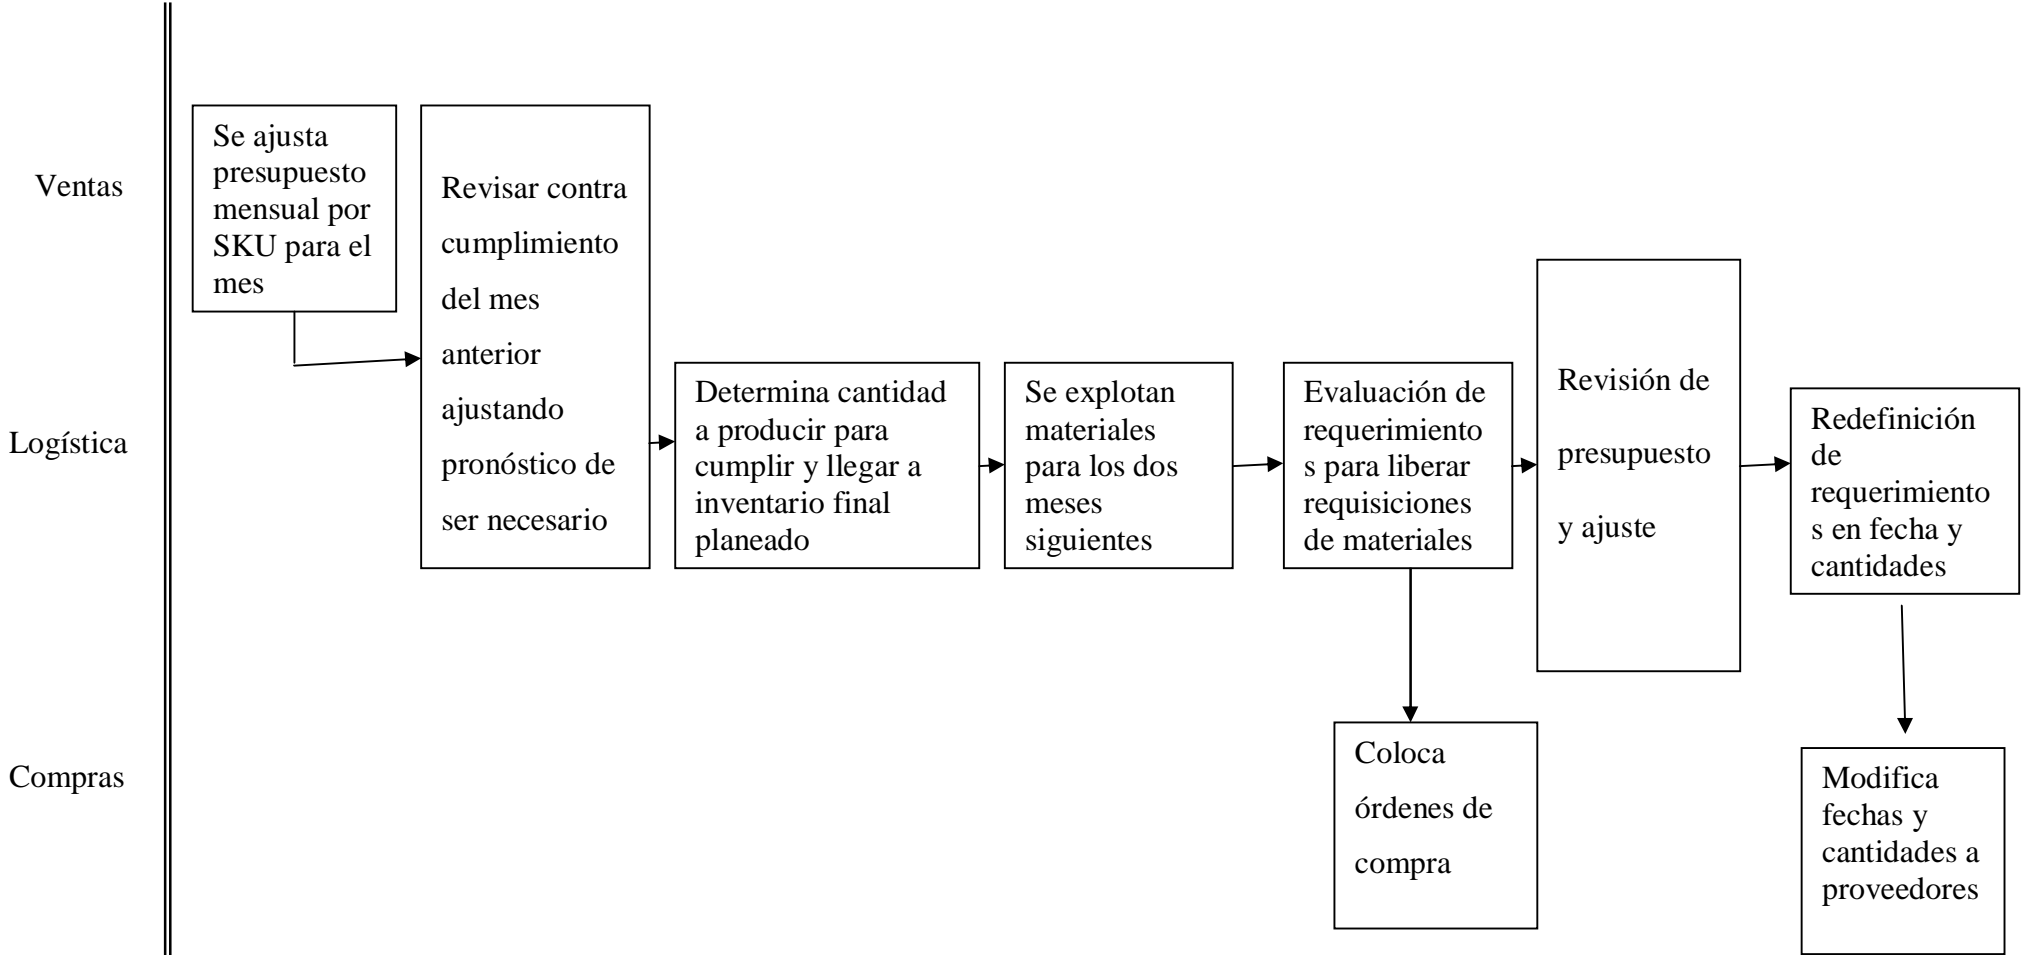 Ventas
Logística
Compras
Se ajusta
presupuesto
mensual por
SKU para el
mes
Revisar contra
cumplimiento
del mes
anterior
ajustando
pronóstico de
ser necesario
Determina cantidad
a producir para
cumplir y llegar a
inventario final
planeado
Se explotan
materiales
para los dos
meses
siguientes
Evaluación de
requerimiento
s para liberar
requisiciones
de materiales
Coloca
órdenes de
compra
Revisión de
presupuesto
y ajuste
Redefinición
de
requerimiento
s en fecha y
cantidades
Modifica
fechas y
cantidades a
proveedores